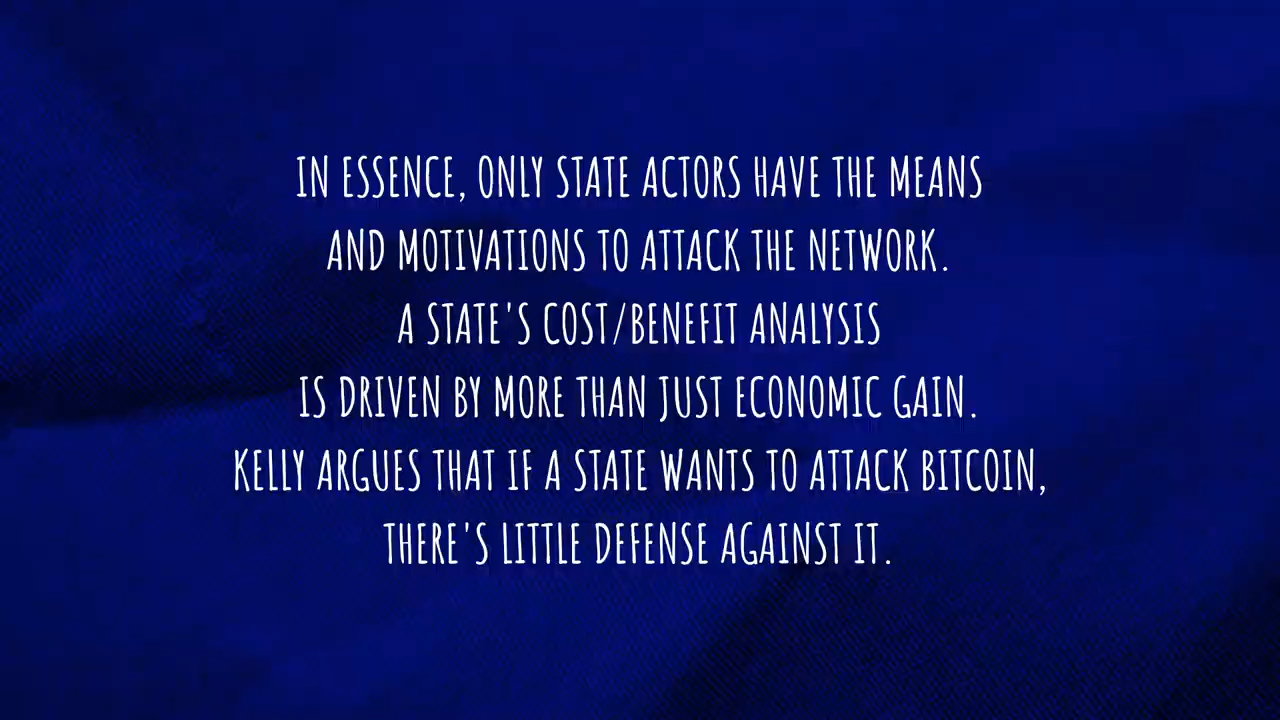 IN ESSENCE, ONLY STATE ACTORS HAVE THE MEANS
AND MOTIVATIONS TO ATTACK THE NETWORK.
A STATE'S COST/BENEFIT ANALYSIS
IS DRIVEN BY MORE THAN JUST ECONOMIC GAIN.
KELLY ARGUES THAT IF A STATE WANTS TO ATTACK BITCOIN,
THERE'S LITTLE DEFENSE AGAINST IT.